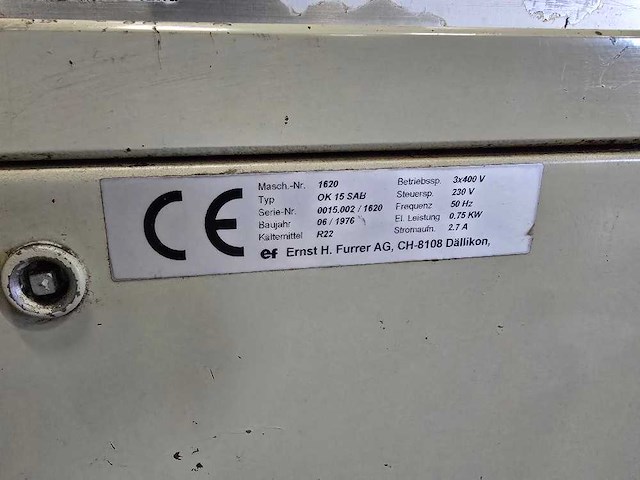 CE
Masch.-Nr. 1620 Betriebssp. 3x400 V
Typ OK 15 SAB Steuersp. 230 V
Serie-Nr. 0015.002 / 1620 Frequenz 50 Hz
Baujahr 06 / 1976 El. Leistung 0.75 KW
Kältemittel R22 Stromaufn. 2.7 A
ef Ernst H. Furrer AG, CH-8108 Dällikon,